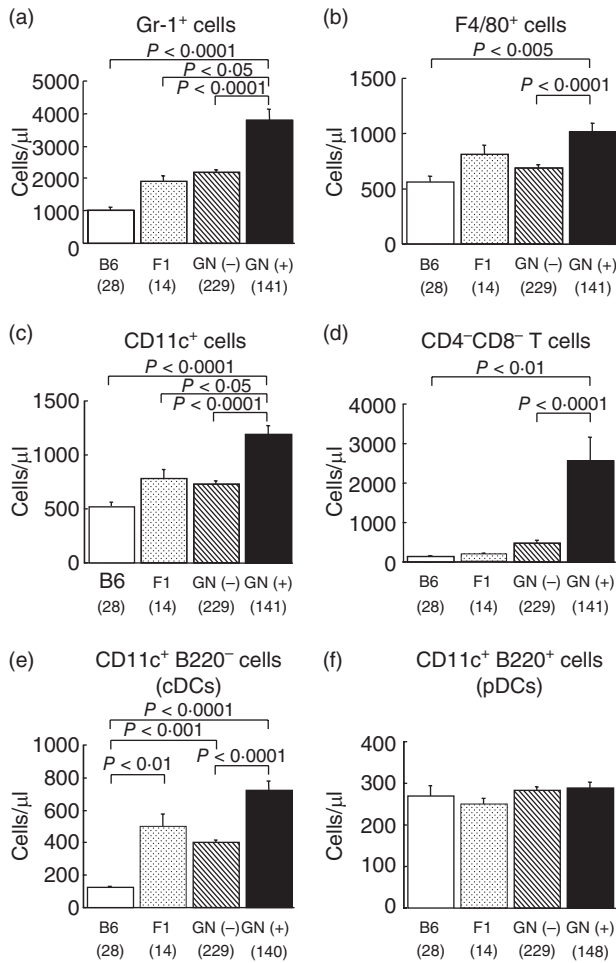 (a)
Gr-1⁺ cells
P < 0·0001
P < 0·05
P < 0·0001
5000
4000
3000
2000
1000
0
Cells/μl
B6 F1 GN (–) GN (+)
(28) (14) (229) (141)
(b)
F4/80⁺ cells
P < 0·005
P < 0·0001
1500
1000
500
0
Cells/μl
B6 F1 GN (–) GN (+)
(28) (14) (229) (141)
(c)
CD11c⁺ cells
P < 0·0001
P < 0·05
P < 0·0001
1500
1000
500
0
Cells/μl
B6 F1 GN (–) GN (+)
(28) (14) (229) (141)
(d)
CD4⁻CD8⁻ T cells
P < 0·01
P < 0·0001
4000
3000
2000
1000
0
Cells/μl
B6 F1 GN (–) GN (+)
(28) (14) (229) (141)
(e)
CD11c⁺ B220⁻ cells
(cDCs)
P < 0·0001
P < 0·001
P < 0·01
P < 0·0001
1000
800
600
400
200
0
Cells/μl
B6 F1 GN (–) GN (+)
(28) (14) (229) (140)
(f)
CD11c⁺ B220⁺ cells
(pDCs)
400
300
200
100
0
Cells/μl
B6 F1 GN (–) GN (+)
(28) (14) (229) (148)